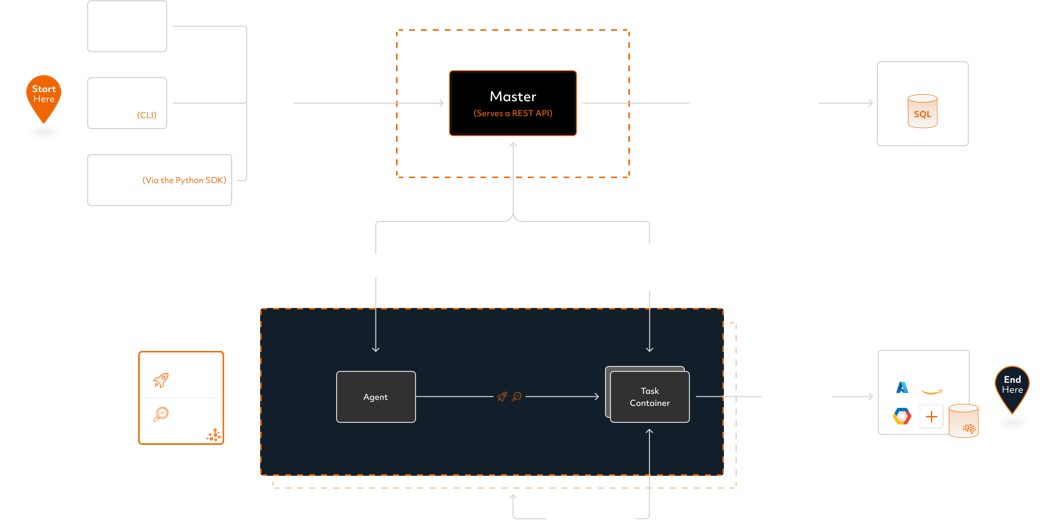 Start
Here
(CLI)
(Via the Python SDK)
Master
(Serves a REST API)
SQL
Agent
Task
Container
End
Here